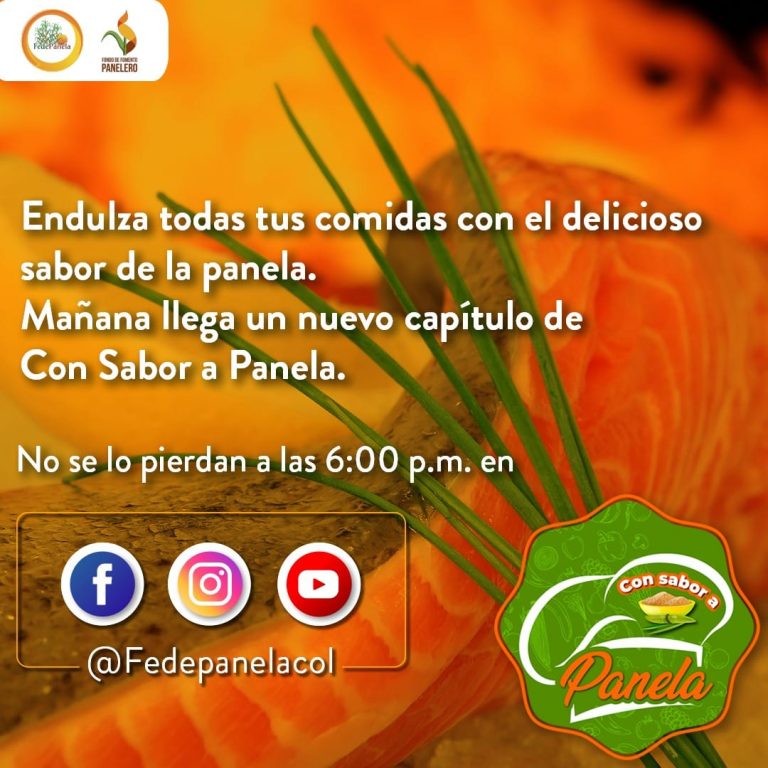 FedePanela
FONDO DE FOMENTO
PANELERO
Endulza todas tus comidas con el delicioso
sabor de la panela.
Mañana llega un nuevo capítulo de
Con Sabor a Panela.
No se lo pierdan a las 6:00 p.m. en
@Fedepanelacol
Con sabor a
Panela